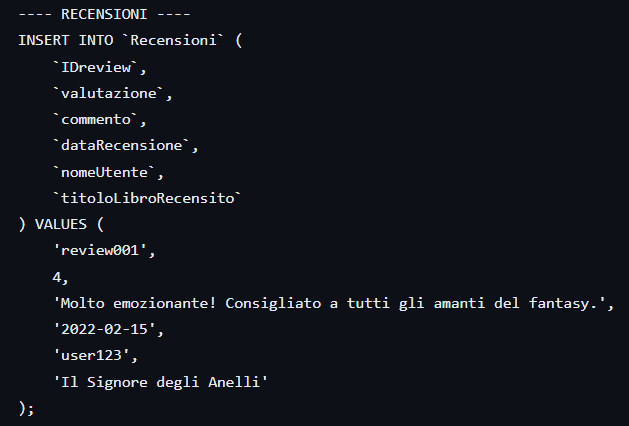 ---- RECENSIONI ----
INSERT INTO `Recensioni` (
    `IDreview`,
    `valutazione`,
    `commento`,
    `dataRecensione`,
    `nomeUtente`,
    `titoloLibroRecensito`
) VALUES (
    'review001',
    4,
    'Molto emozionante! Consigliato a tutti gli amanti del fantasy.',
    '2022-02-15',
    'user123',
    'Il Signore degli Anelli'
);